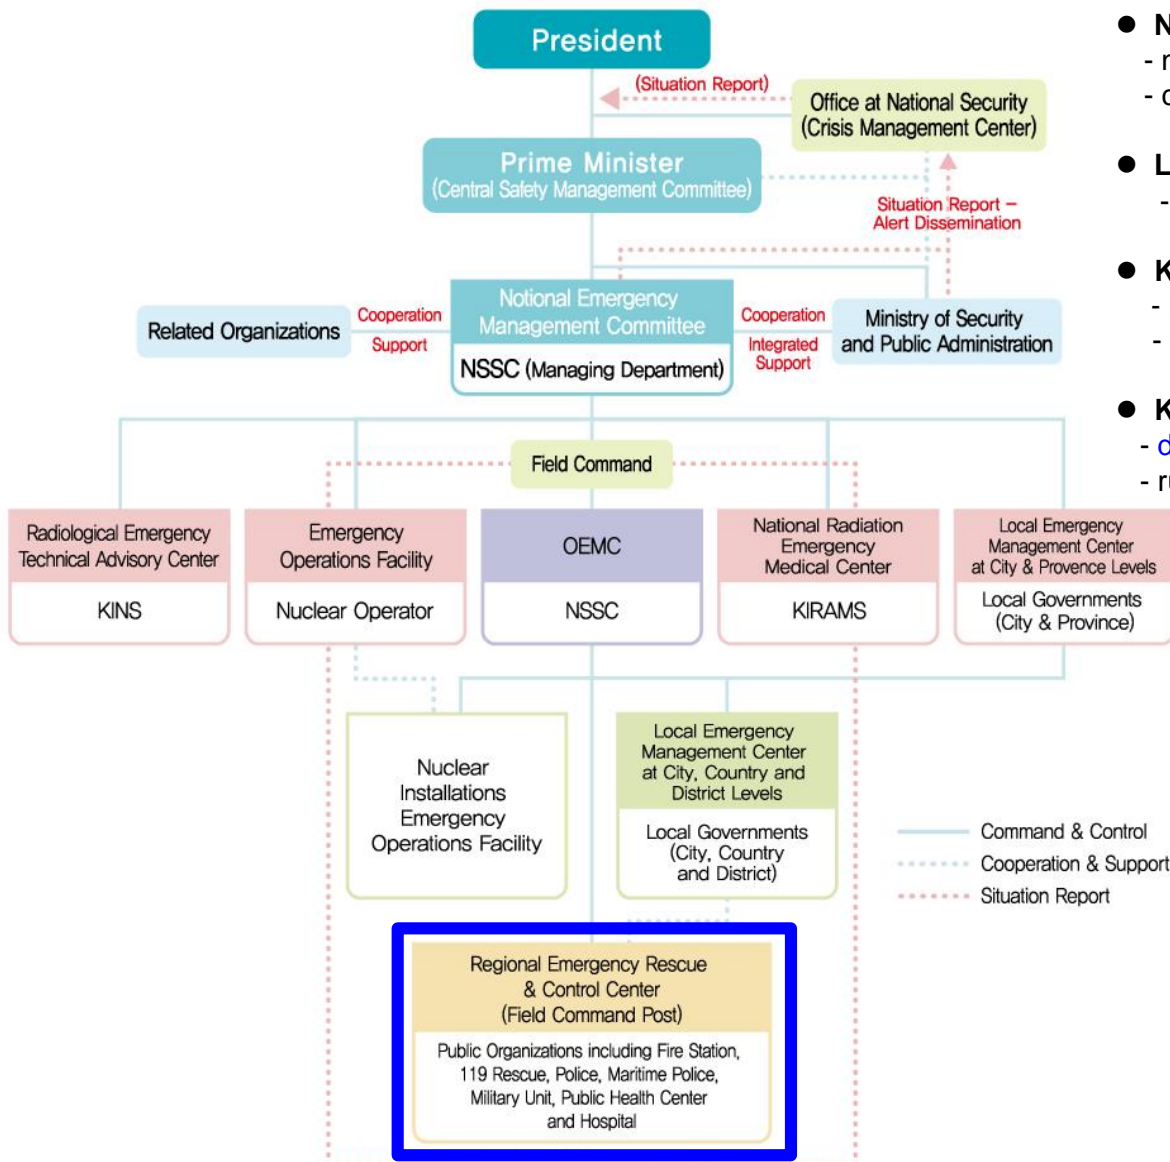 President
(Situation Report)
Office at National Security
(Crisis Management Center)
Prime Minister
(Central Safety Management Committee)
Situation Report –
Alert Dissemination
Related Organizations
Cooperation
Support
Notional Emergency
Management Committee
NSSC (Managing Department)
Cooperation
Integrated
Support
Ministry of Security
and Public Administration
Field Command
Radiological Emergency
Technical Advisory Center
KINS
Emergency
Operations Facility
Nuclear Operator
OEMC
NSSC
National Radiation
Emergency
Medical Center
KIRAMS
Local Emergency
Management Center
at City & Provence Levels
Local Governments
(City & Province)
Nuclear
Installations
Emergency
Operations Facility
Local Emergency
Management Center
at City, Country and
District Levels
Local Governments
(City, Country
and District)
Command & Control
Cooperation & Support
Situation Report
Regional Emergency Rescue
& Control Center
(Field Command Post)
Public Organizations including Fire Station,
119 Rescue, Police, Maritime Police,
Military Unit, Public Health Center
and Hospital